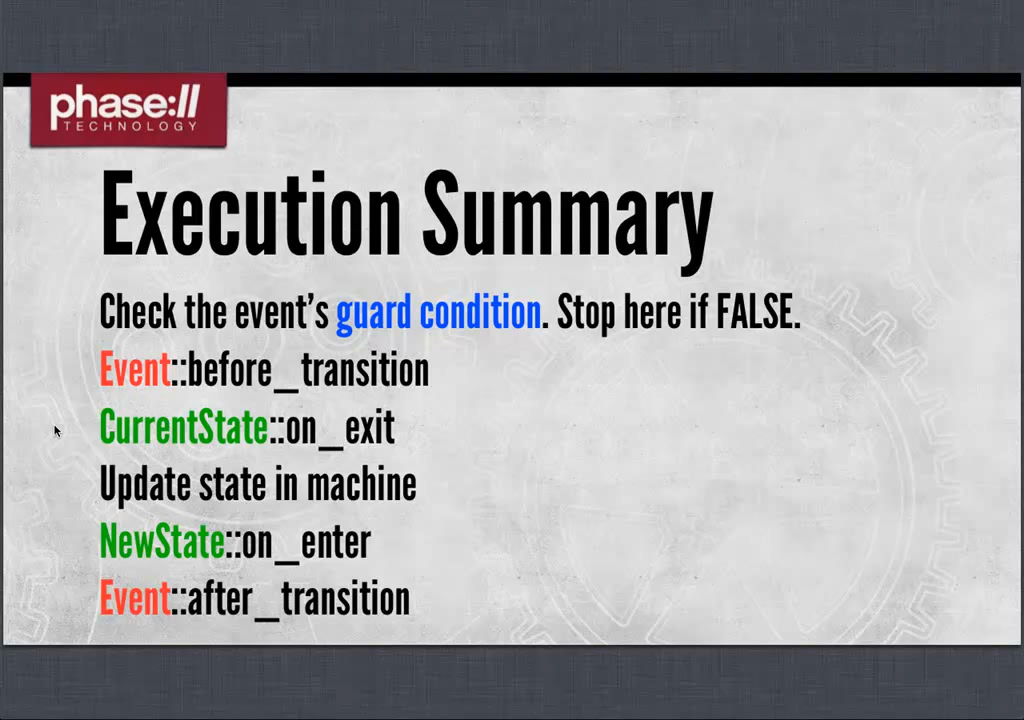 phase://
TECHNOLOGY
Execution Summary
Check the event’s guard condition. Stop here if FALSE.
Event::before_transition
CurrentState::on_exit
Update state in machine
NewState::on_enter
Event::after_transition